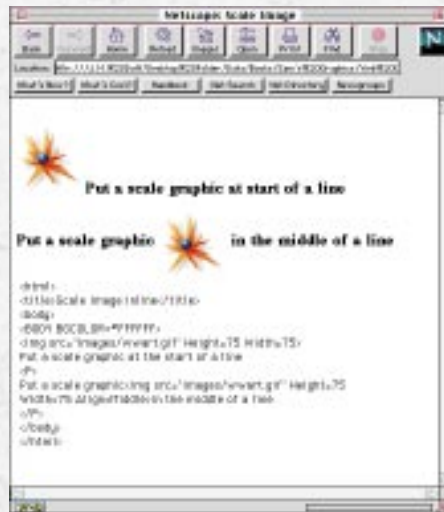 Netscape: Scale Image
Back Home Reload Images Open Print Find Stop
Location:
What's New? What's Cool? Handbook Net Search Net Directory Newsgroups
Put a scale graphic at start of a line
Put a scale graphic in the middle of a line
<html>
<title>Scale Image Inline</title>
<body>
<BODY BGCOLOR="FFFFFF">
<img src="images/wwart.gif" Height=75 Width=75>
Put a scale graphic at the start of a line
<P>
Put a scale graphic<img src="images/wwart.gif" Height=75
Width=75 Align=middle>in the middle of a line
</P>
</body>
</html>